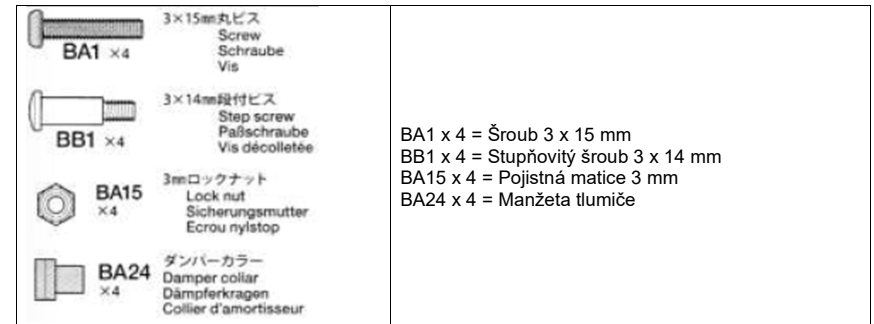 3×15㎜丸ビス
Screw
Schraube
Vis
BA1 ×4
3×14㎜段付ビス
Step screw
Paßschraube
Vis décolletée
BB1 ×4
3㎜ロックナット
Lock nut
Sicherungsmutter
Ecrou nylstop
BA15
×4
ダンパーカラー
Damper collar
Dämpferkragen
Collier d'amortisseur
BA24
×4
BA1 x 4 = Šroub 3 x 15 mm
BB1 x 4 = Stupňovitý šroub 3 x 14 mm
BA15 x 4 = Pojistná matice 3 mm
BA24 x 4 = Manžeta tlumiče